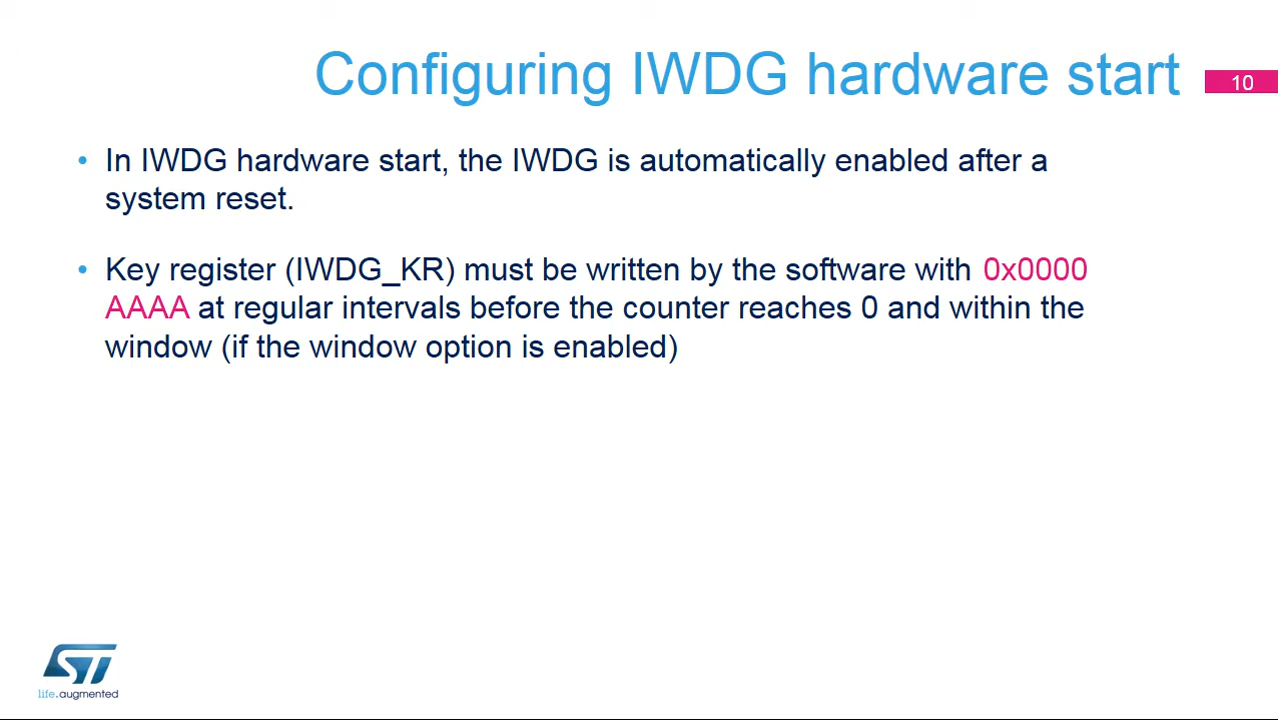 Configuring IWDG hardware start
10
• In IWDG hardware start, the IWDG is automatically enabled after a
system reset.
• Key register (IWDG_KR) must be written by the software with 0x0000
AAAA at regular intervals before the counter reaches 0 and within the
window (if the window option is enabled)
ST
life.augmented